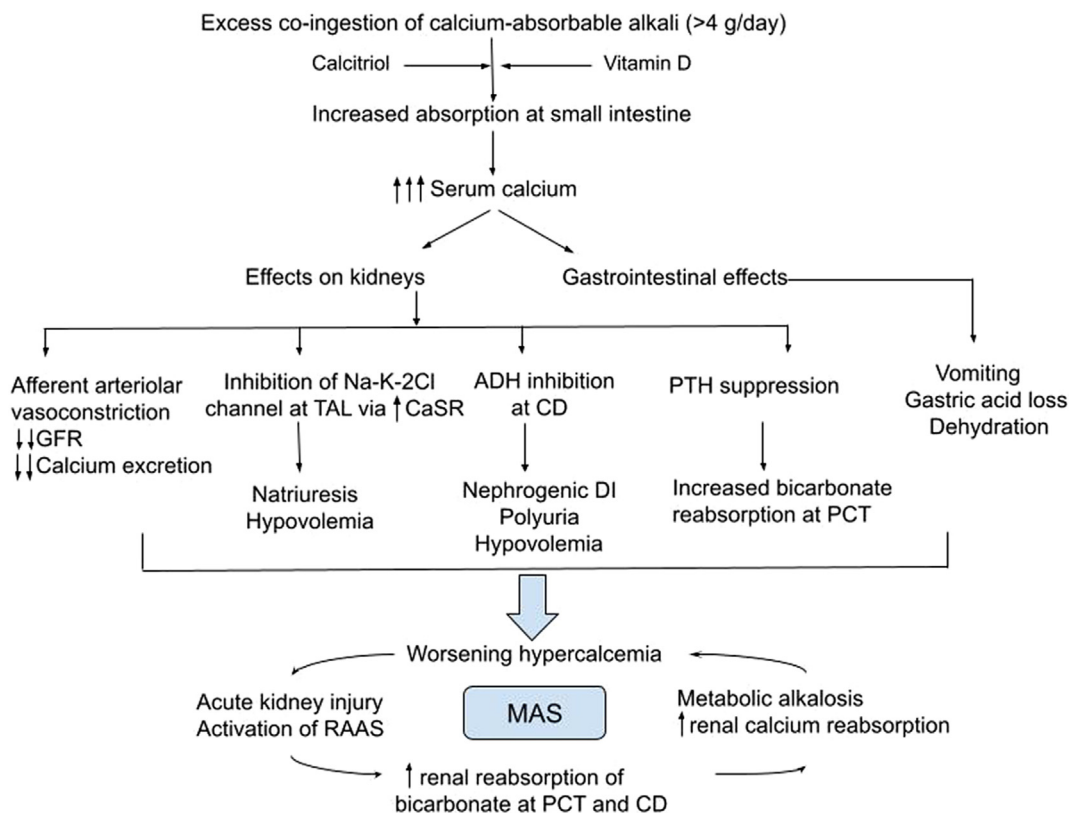 Excess co-ingestion of calcium-absorbable alkali (>4 g/day)
Calcitriol
Vitamin D
Increased absorption at small intestine
↑↑↑ Serum calcium
Effects on kidneys
Gastrointestinal effects
Afferent arteriolar
vasoconstriction
↓↓GFR
↓↓Calcium excretion
Inhibition of Na-K-2Cl
channel at TAL via ↑CaSR
ADH inhibition
at CD
PTH suppression
Vomiting
Gastric acid loss
Dehydration
Natriuresis
Hypovolemia
Nephrogenic DI
Polyuria
Hypovolemia
Increased bicarbonate
reabsorption at PCT
Worsening hypercalcemia
Acute kidney injury
Activation of RAAS
MAS
Metabolic alkalosis
↑renal calcium reabsorption
↑ renal reabsorption of
bicarbonate at PCT and CD